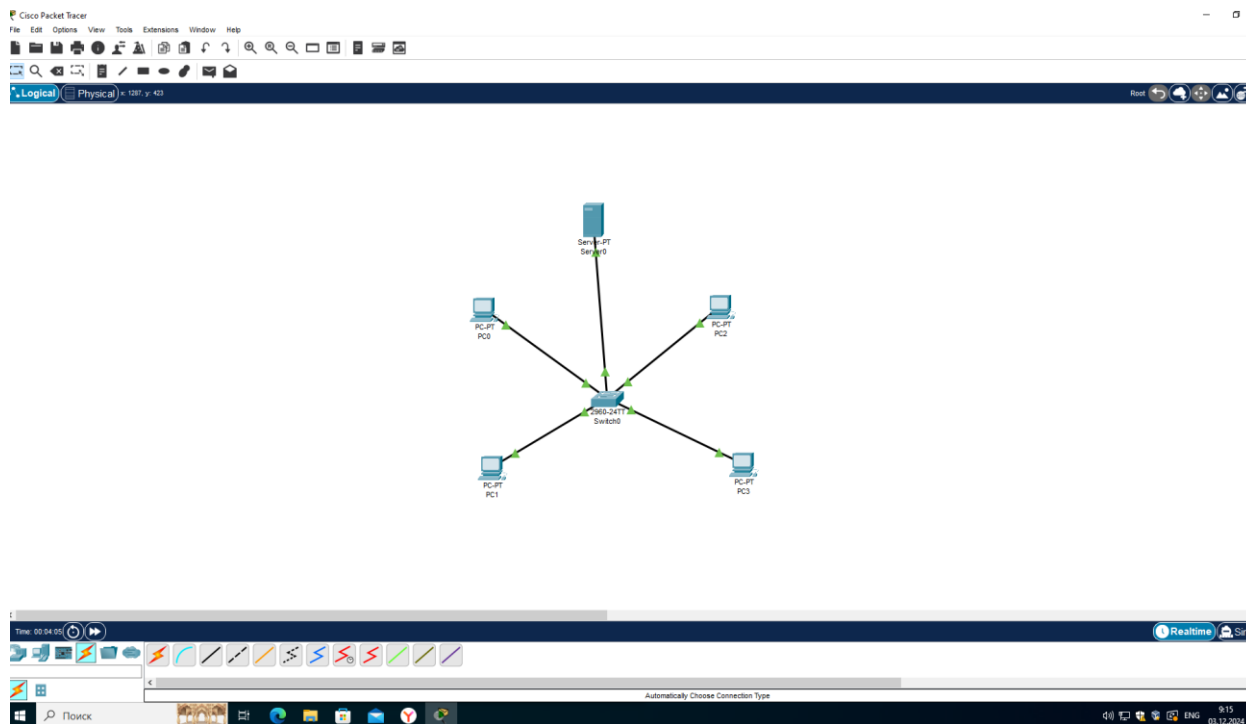 Cisco Packet Tracer
File Edit Options View Tools Extensions Window Help
Logical Physical x: 1287, y: 423 Root
Server-PT
Server0
PC-PT
PC0
PC-PT
PC2
2960-24TT
Switch0
PC-PT
PC1
PC-PT
PC3
Time: 00:04:05 Realtime Sim
Automatically Choose Connection Type
Поиск ENG 9:15
03.12.2024